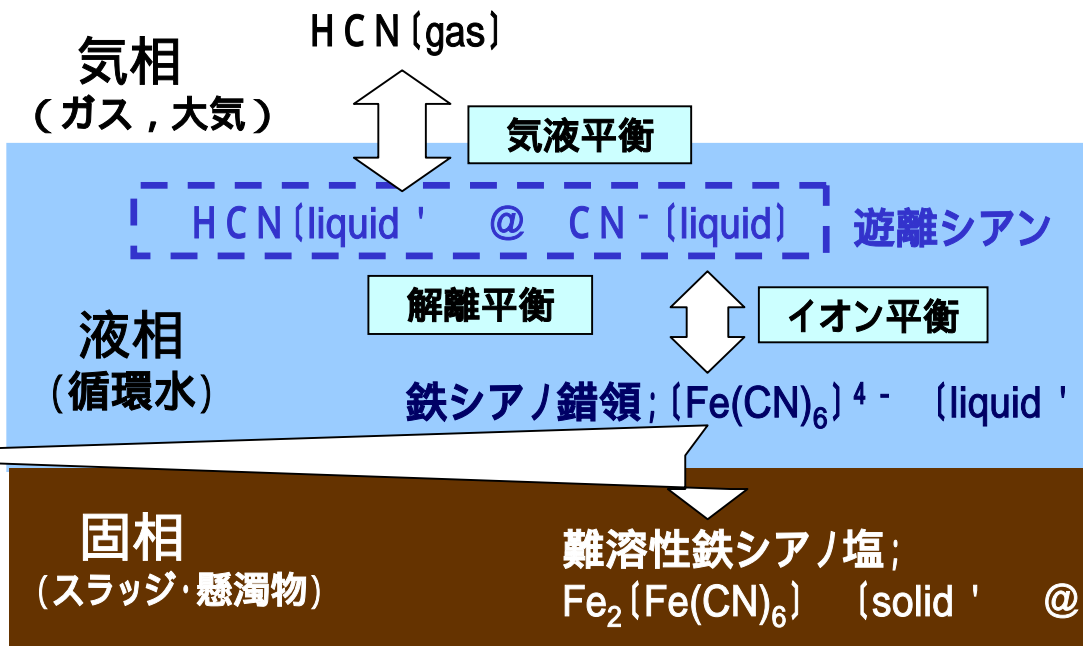 HCN〔gas〕
気相
（ガス，大気）
気液平衡
HCN〔liquid ' @ CN⁻〔liquid〕
遊離シアン
解離平衡
イオン平衡
液相
(循環水)
鉄シアノ錯領;〔Fe(CN)₆〕⁴⁻ 〔liquid '
固相
(スラッジ・懸濁物)
難溶性鉄シアノ塩;
Fe₂〔Fe(CN)₆〕 〔solid ' @